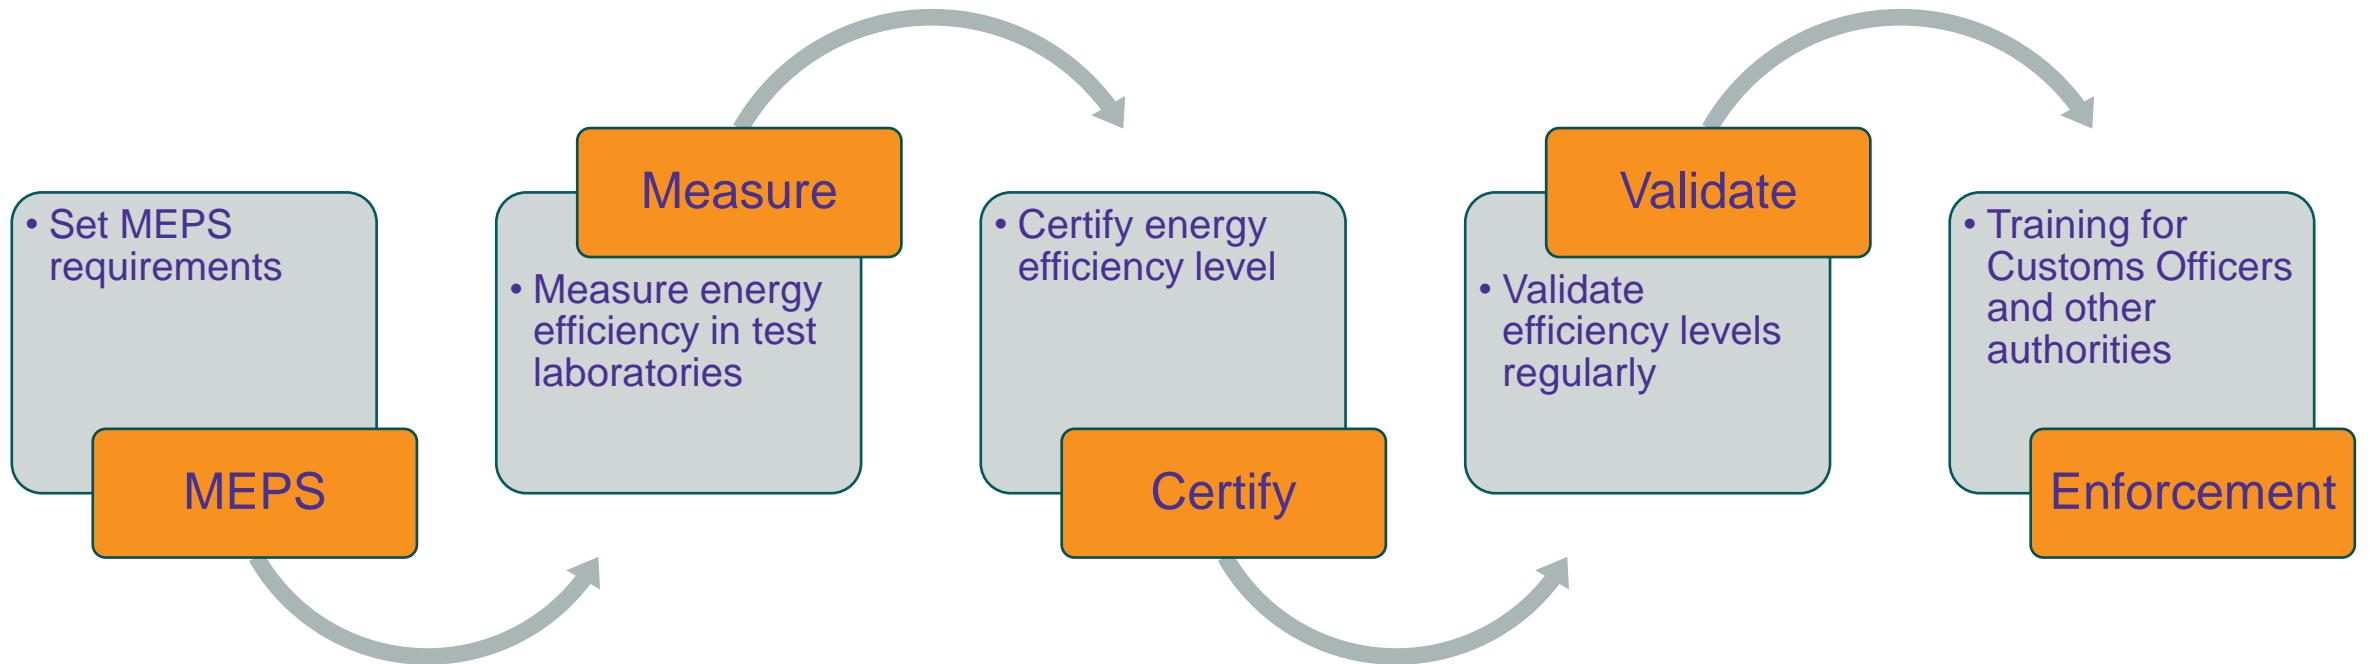 • Set MEPS
requirements
MEPS
Measure
• Measure energy
efficiency in test
laboratories
• Certify energy
efficiency level
Certify
Validate
• Validate
efficiency levels
regularly
• Training for
Customs Officers
and other
authorities
Enforcement